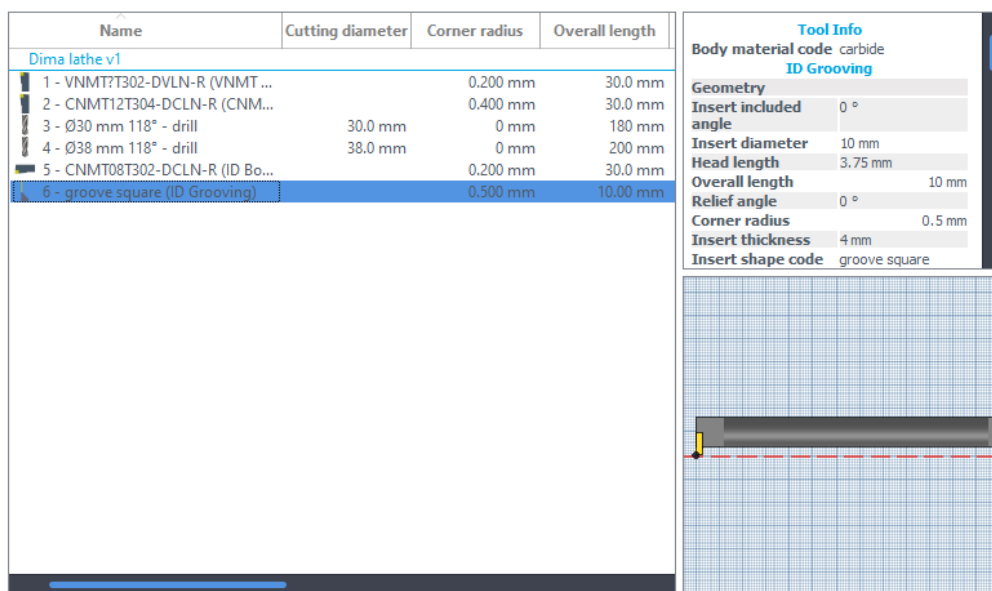 Name Cutting diameter Corner radius Overall length
Dima lathe v1
1 - VNMT?T302-DVLN-R (VNMT ... 0.200 mm 30.0 mm
2 - CNMT12T304-DCLN-R (CNM... 0.400 mm 30.0 mm
3 - Ø30 mm 118° - drill 30.0 mm 0 mm 180 mm
4 - Ø38 mm 118° - drill 38.0 mm 0 mm 200 mm
5 - CNMT08T302-DCLN-R (ID Bo... 0.200 mm 30.0 mm
6 - groove square (ID Grooving) 0.500 mm 10.00 mm
Tool Info
Body material code carbide
ID Grooving
Geometry
Insert included 0 °
angle
Insert diameter 10 mm
Head length 3.75 mm
Overall length 10 mm
Relief angle 0 °
Corner radius 0.5 mm
Insert thickness 4 mm
Insert shape code groove square